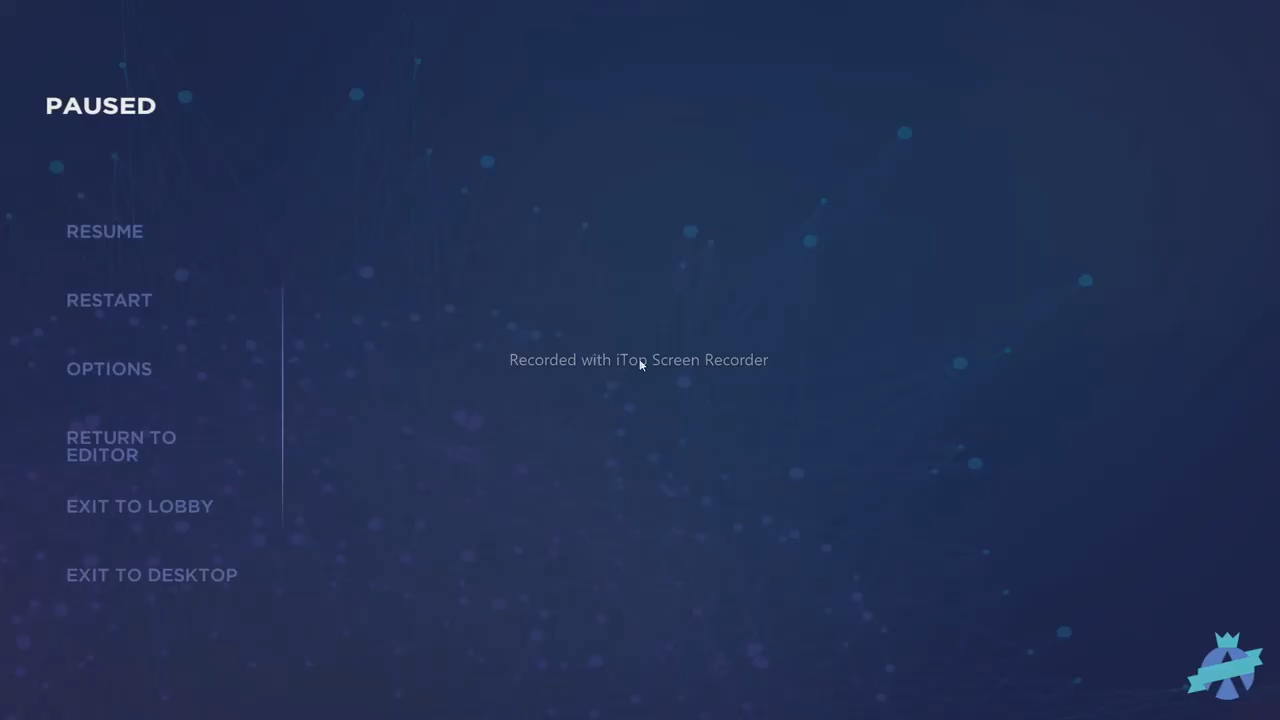 PAUSED
RESUME
RESTART
Recorded with iTop Screen Recorder
OPTIONS
RETURN TO
EDITOR
EXIT TO LOBBY
EXIT TO DESKTOP